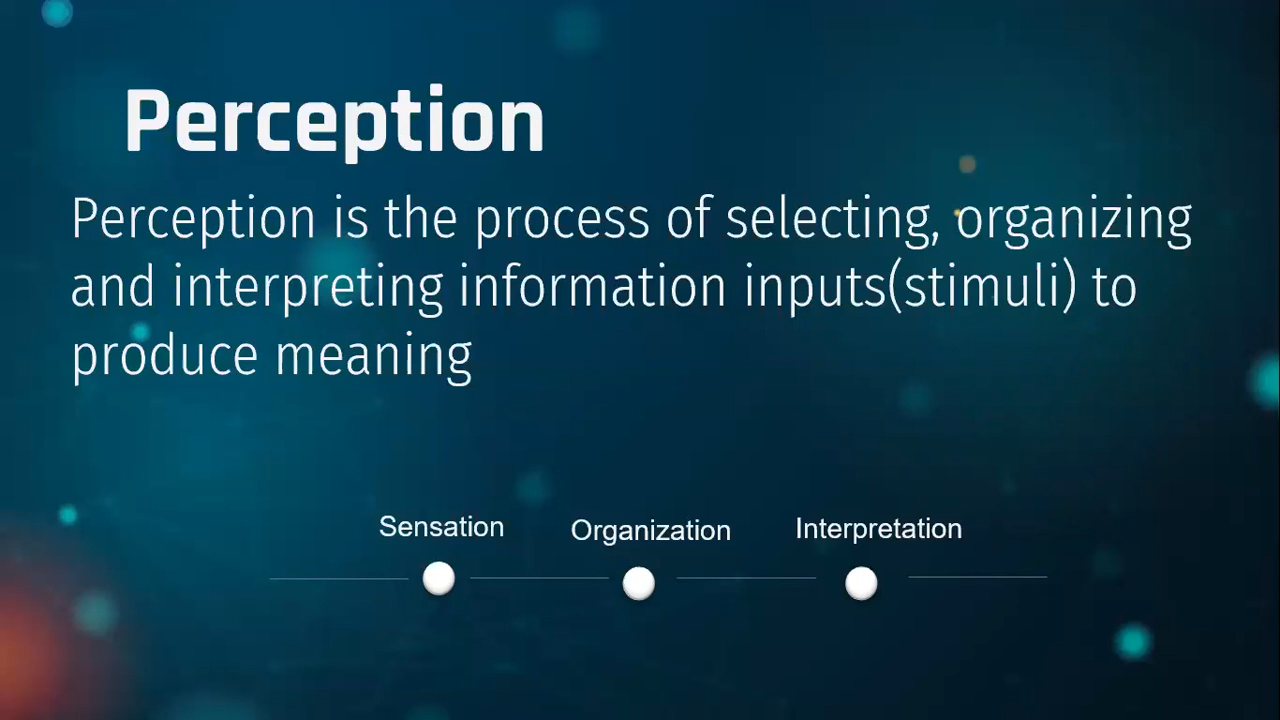 Perception
Perception is the process of selecting, organizing
and interpreting information inputs(stimuli) to
produce meaning
Sensation
Organization
Interpretation